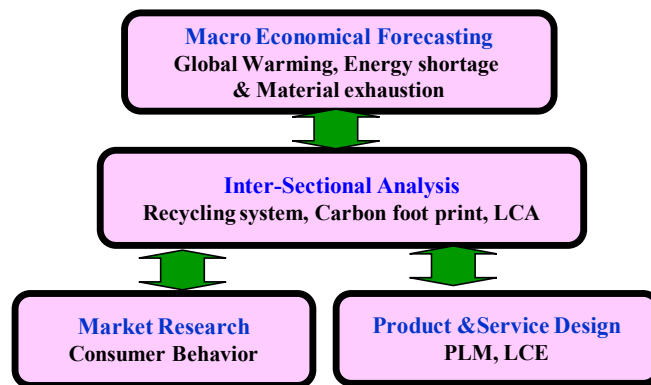 Macro Economical Forecasting
Global Warming, Energy shortage
& Material exhaustion
Inter-Sectional Analysis
Recycling system, Carbon foot print, LCA
Market Research
Consumer Behavior
Product &Service Design
PLM, LCE